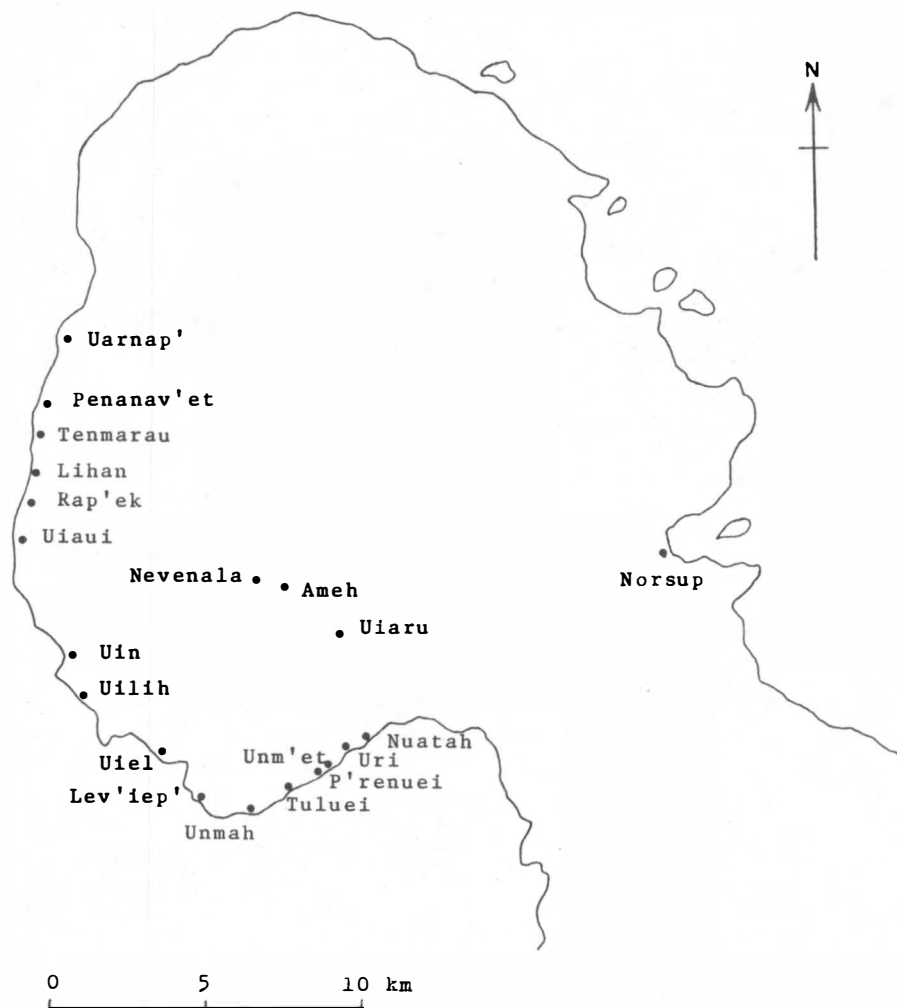 N
Uarnap'
Penanav'et
Tenmarau
Lihan
Rap'ek
Uiaui
Nevenala
Ameh
Norsup
Uiaru
Uin
Uilih
Nuatah
Unm'et
Uri
Uiel
P'renuei
Lev'iep'
Tuluei
Unmah
0 5 10 km